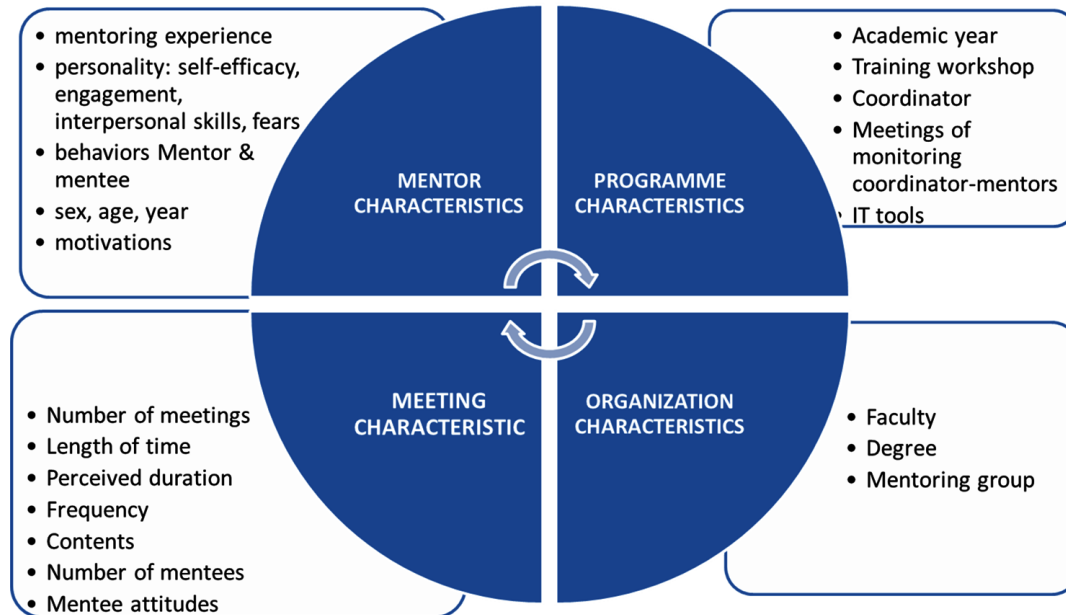 • mentoring experience
• personality: self-efficacy,
engagement,
interpersonal skills, fears
• behaviors Mentor &
mentee
• sex, age, year
• motivations
MENTOR
CHARACTERISTICS
PROGRAMME
CHARACTERISTICS
• Academic year
• Training workshop
• Coordinator
• Meetings of
monitoring
coordinator-mentors
• IT tools
• Number of meetings
• Length of time
• Perceived duration
• Frequency
• Contents
• Number of mentees
• Mentee attitudes
MEETING
CHARACTERISTIC
ORGANIZATION
CHARACTERISTICS
• Faculty
• Degree
• Mentoring group